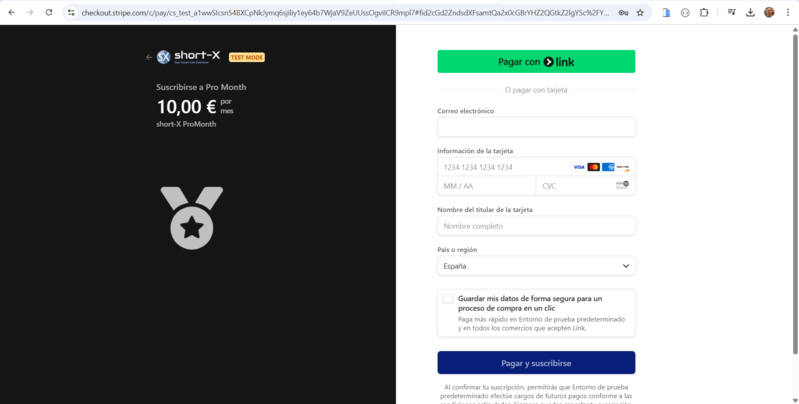 checkout.stripe.com/c/pay/cs_test_a1wwSIcsn54BXCpNkJymq6sjiliy1ey64b7WjaV9ZeUUssOgviICR9mpl7#fid2cGd2ZndsdXFsamtQa2x0cGBrYHZ2QGtkZ2lgYSc%2FY...
short-X TEST MODE
Suscribirse a Pro Month
10,00 € por mes
short-X ProMonth
Pagar con link
O pagar con tarjeta
Correo electrónico
Información de la tarjeta
1234 1234 1234 1234 VISA
MM / AA CVC
Nombre del titular de la tarjeta
Nombre completo
País o región
España
Guardar mis datos de forma segura para un
proceso de compra en un clic
Paga más rápido en Entorno de prueba predeterminado
y en todos los comercios que acepten Link.
Pagar y suscribirse
Al confirmar tu suscripción, permitirás que Entorno de prueba
predeterminado efectúe cargos de futuros pagos conforme a las